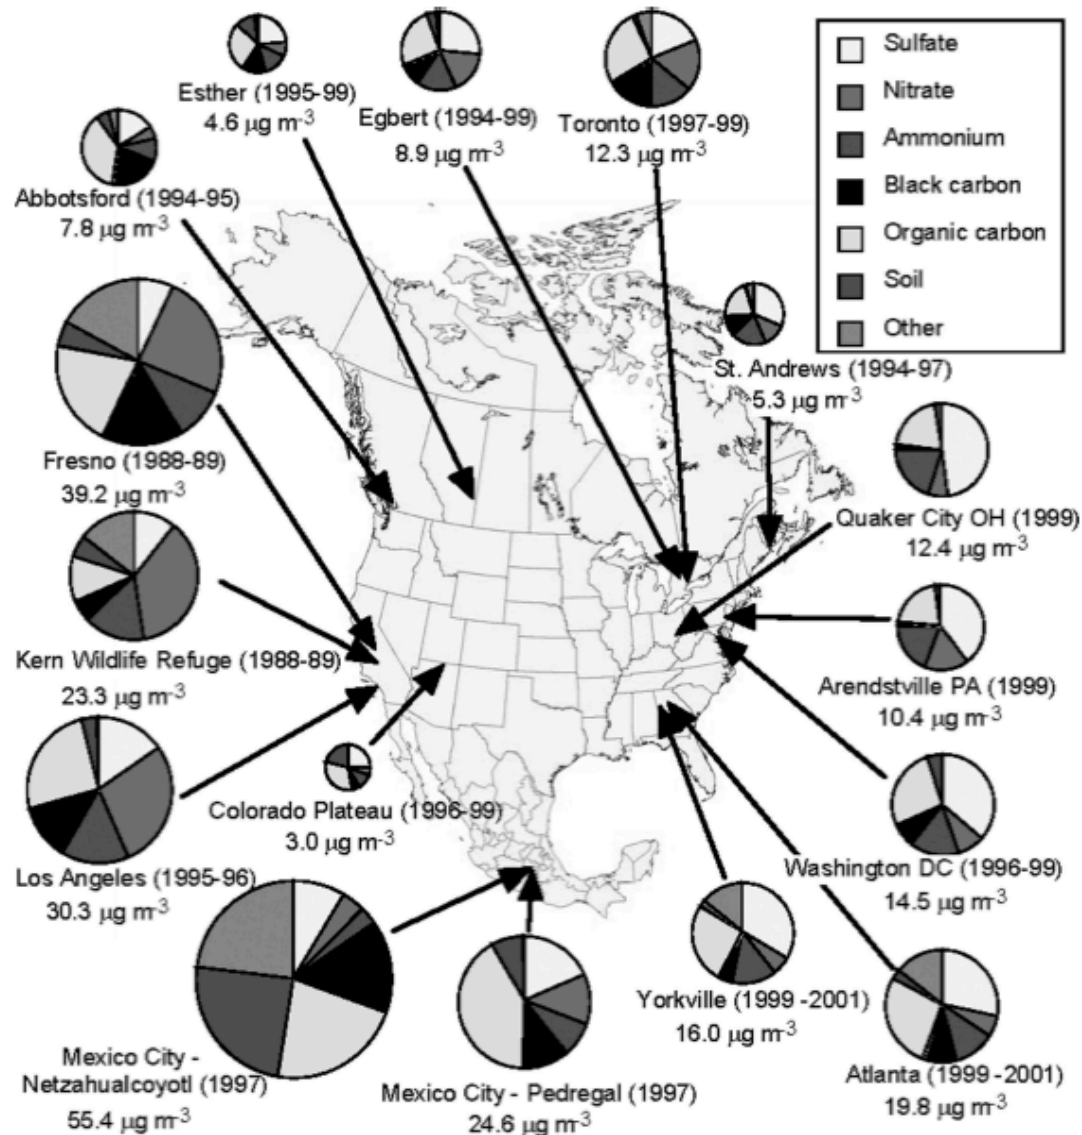 Sulfate
Nitrate
Ammonium
Black carbon
Organic carbon
Soil
Other
Esther (1995-99)
4.6 µg m-3
Egbert (1994-99)
8.9 µg m-3
Toronto (1997-99)
12.3 µg m-3
Abbotsford (1994-95)
7.8 µg m-3
St. Andrews (1994-97)
5.3 µg m-3
Fresno (1988-89)
39.2 µg m-3
Quaker City OH (1999)
12.4 µg m-3
Kern Wildlife Refuge (1988-89)
23.3 µg m-3
Arendstville PA (1999)
10.4 µg m-3
Colorado Plateau (1996-99)
3.0 µg m-3
Los Angeles (1995-96)
30.3 µg m-3
Washington DC (1996-99)
14.5 µg m-3
Yorkville (1999 -2001)
16.0 µg m-3
Mexico City -
Netzahualcoyotl (1997)
55.4 µg m-3
Mexico City - Pedregal (1997)
24.6 µg m-3
Atlanta (1999 -2001)
19.8 µg m-3